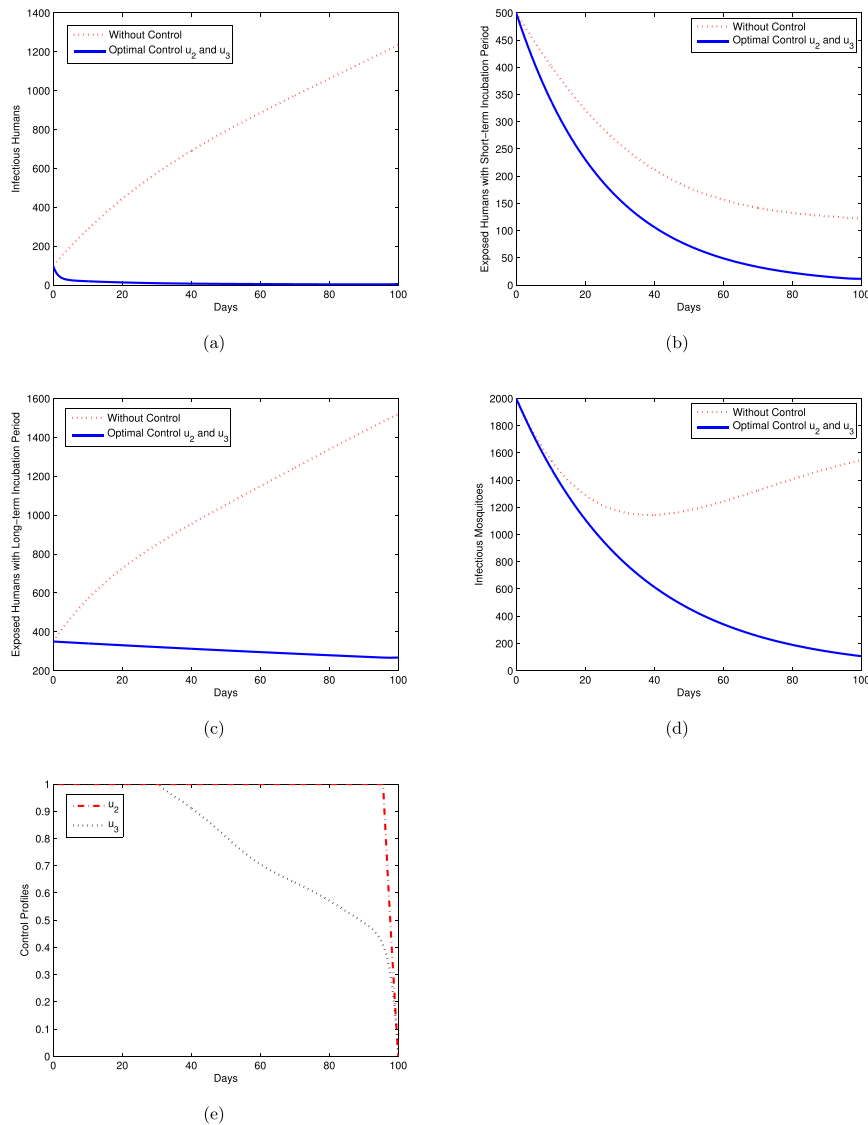 1400
1200
1000
800
600
400
200
0
0 20 40 60 80 100
Days
Infectious Humans
Without Control
Optimal Control u2 and u3
(a)
500
450
400
350
300
250
200
150
100
50
0
0 20 40 60 80 100
Days
Exposed Humans with Short−term Incubation Period
Without Control
Optimal Control u2 and u3
(b)
1600
1400
1200
1000
800
600
400
200
0 20 40 60 80 100
Days
Exposed Humans with Long−term Incubation Period
Without Control
Optimal Control u2 and u3
(c)
2000
1800
1600
1400
1200
1000
800
600
400
200
0
0 20 40 60 80 100
Days
Infectious Mosquitoes
Without Control
Optimal Control u2 and u3
(d)
1
0.9
0.8
0.7
0.6
0.5
0.4
0.3
0.2
0.1
0
0 20 40 60 80 100
Days
Control Profiles
u2
u3
(e)